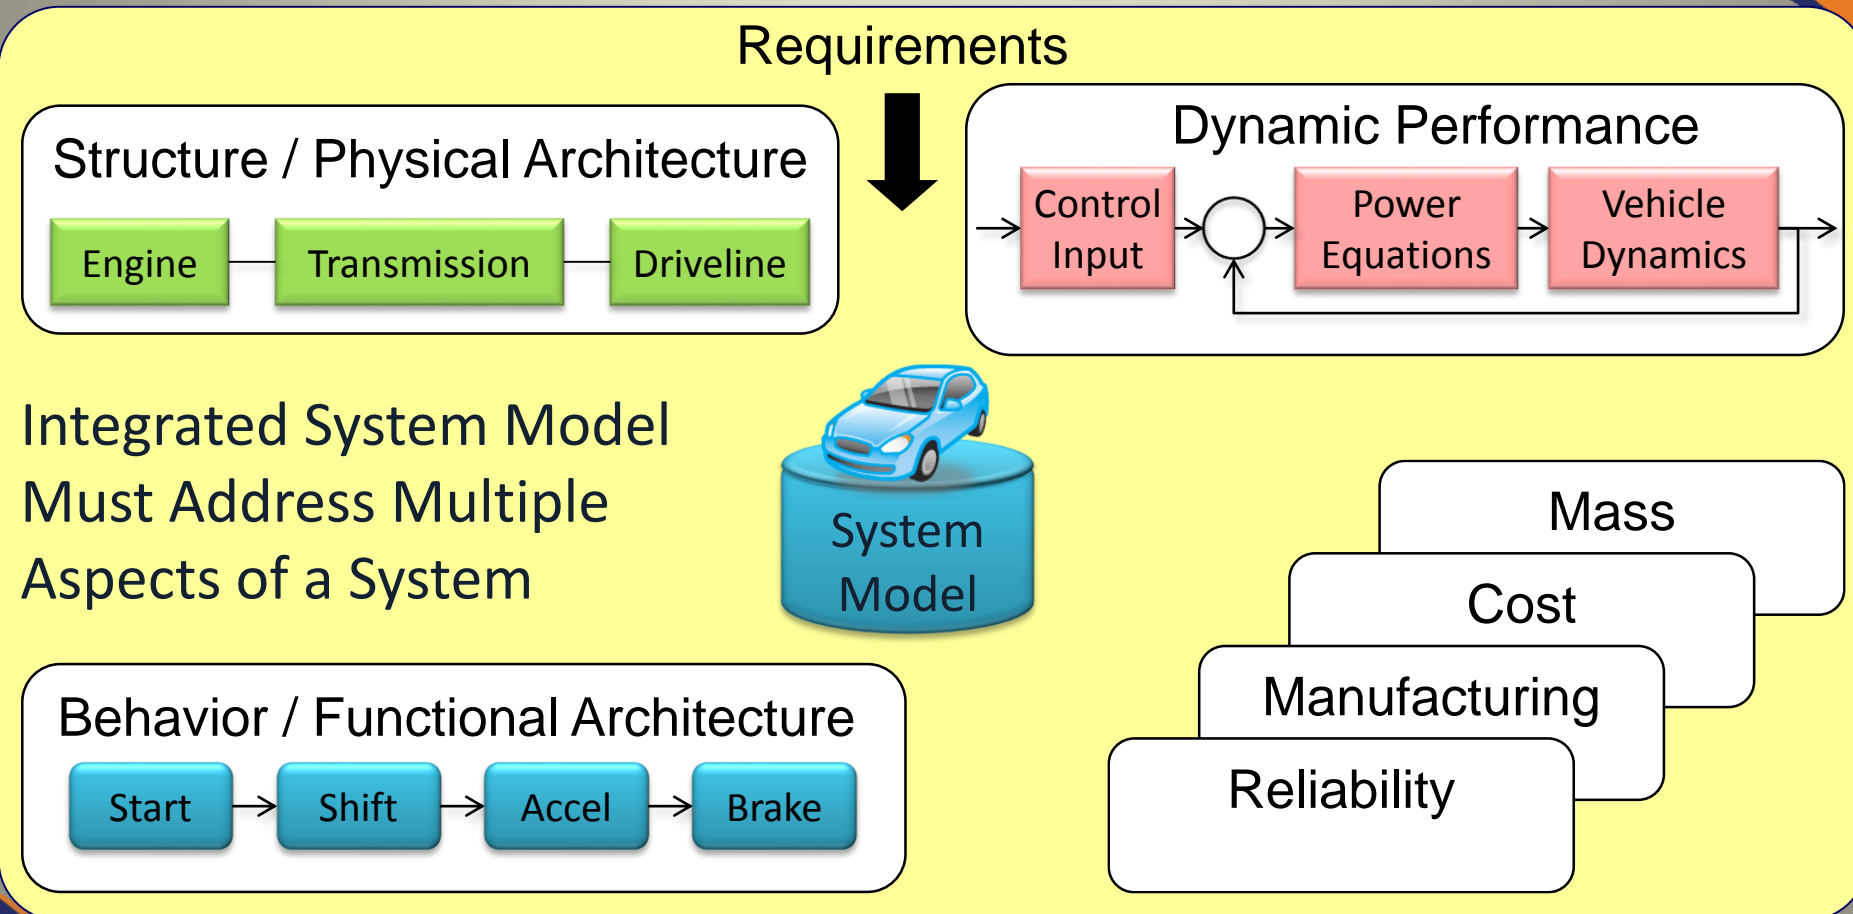 Requirements
Structure / Physical Architecture
Engine
Transmission
Driveline
Dynamic Performance
Control
Input
Power
Equations
Vehicle
Dynamics
Integrated System Model
Must Address Multiple
Aspects of a System
System
Model
Mass
Cost
Manufacturing
Reliability
Behavior / Functional Architecture
Start
Shift
Accel
Brake